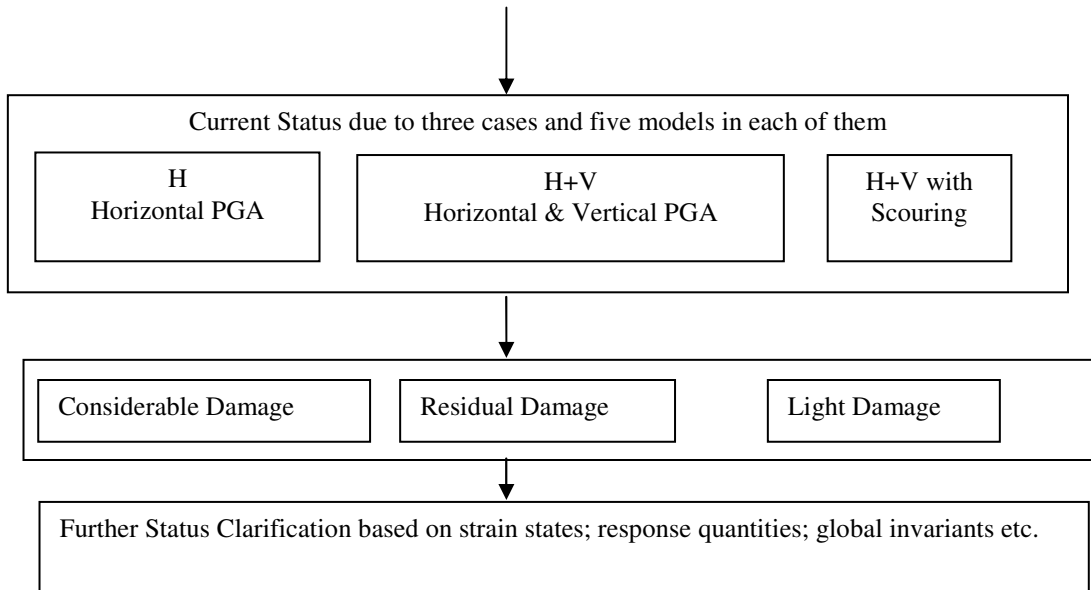 Current Status due to three cases and five models in each of them
H
Horizontal PGA
H+V
Horizontal & Vertical PGA
H+V with
Scouring
Considerable Damage
Residual Damage
Light Damage
Further Status Clarification based on strain states; response quantities; global invariants etc.